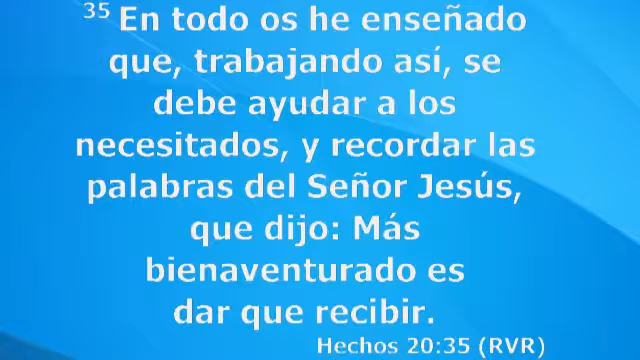 35 En todo os he enseñado
que, trabajando así, se
debe ayudar a los
necesitados, y recordar las
palabras del Señor Jesús,
que dijo: Más
bienaventurado es
dar que recibir.
Hechos 20:35 (RVR)